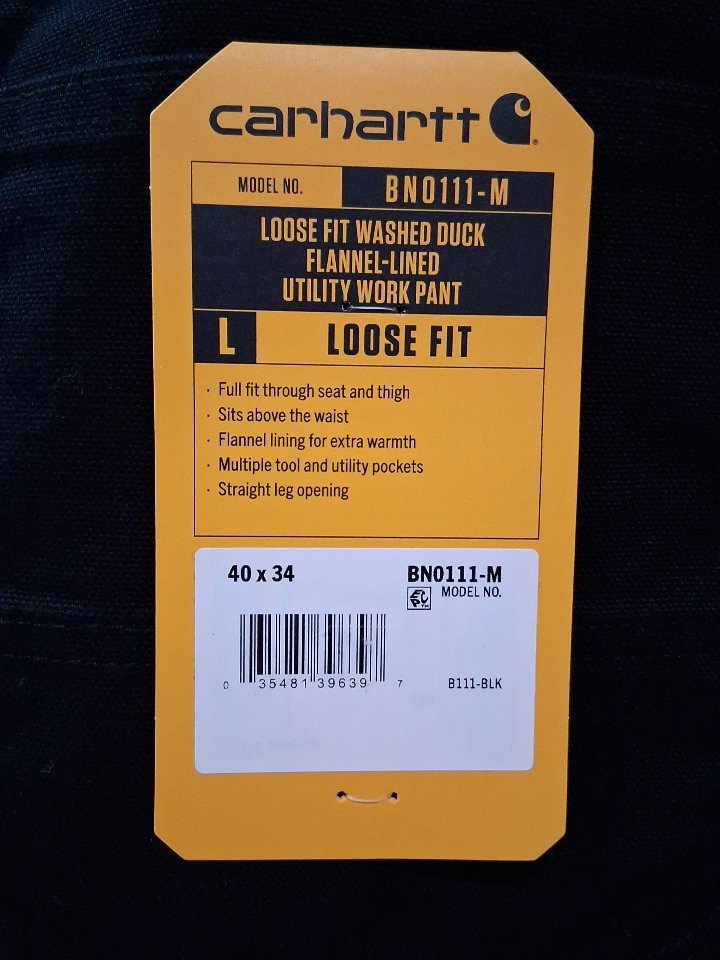 carhartt
MODEL NO. BN0111-M
LOOSE FIT WASHED DUCK
FLANNEL-LINED
UTILITY WORK PANT
L LOOSE FIT
· Full fit through seat and thigh
· Sits above the waist
· Flannel lining for extra warmth
· Multiple tool and utility pockets
· Straight leg opening
40 x 34 BN0111-M
EPC™ MODEL NO.
0 35481 39639 7 B111-BLK